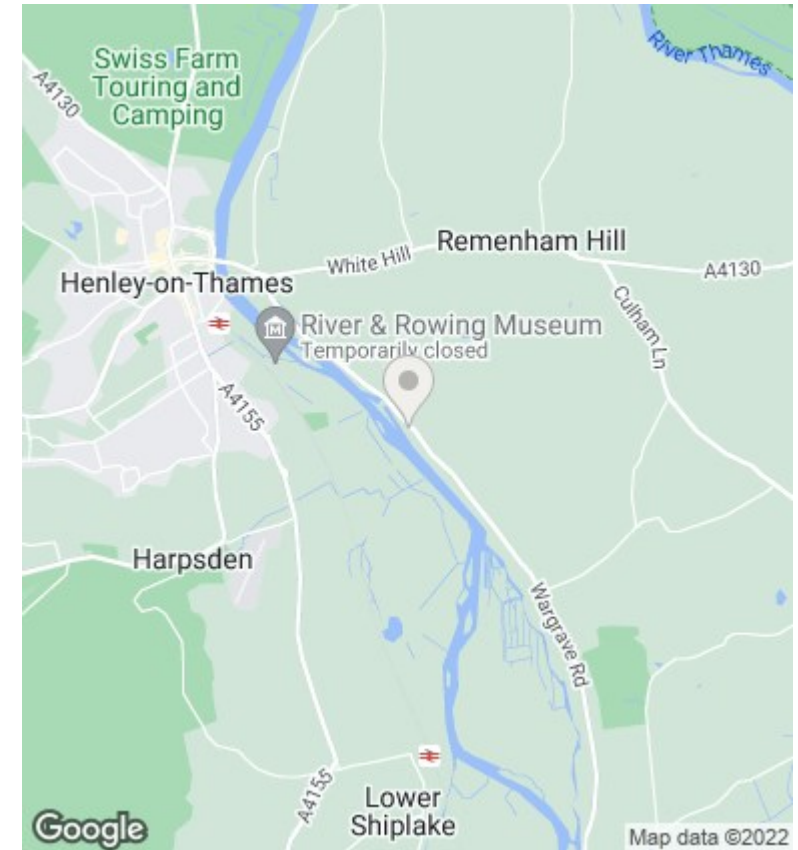 Swiss Farm
Touring and
Camping
A4130
River Thames
Remenham Hill
White Hill
A4130
Henley-on-Thames
Culham Ln
River & Rowing Museum
Temporarily closed
A4155
Harpsden
Wargrave Rd
A4155
Lower
Shiplake
Google
Map data ©2022